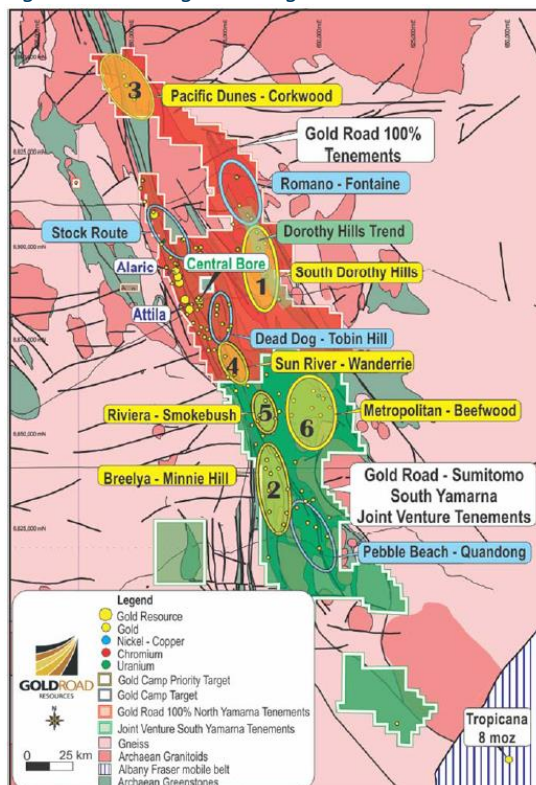 3
Pacific Dunes - Corkwood
Gold Road 100%
Tenements
Romano - Fontaine
Stock Route
Dorothy Hills Trend
Alaric
Central Bore
South Dorothy Hills
1
Attila
Dead Dog - Tobin Hill
4
Sun River - Wanderrie
Riviera - Smokebush
5
6
Metropolitan - Beefwood
Breelya - Minnie Hill
2
Gold Road - Sumitomo
South Yamarna
Joint Venture Tenements
Pebble Beach - Quandong
Legend
Gold Resource
Gold
Nickel - Copper
Chromium
Uranium
Gold Camp Priority Target
Gold Camp Target
Gold Road 100% North Yamarna Tenements
Joint Venture South Yamarna Tenements
Gneiss
Archaean Granitoids
Albany Fraser mobile belt
Archaean Greenstones
GOLDROAD
RESOURCES
N
0 25 km
Tropicana
8 moz